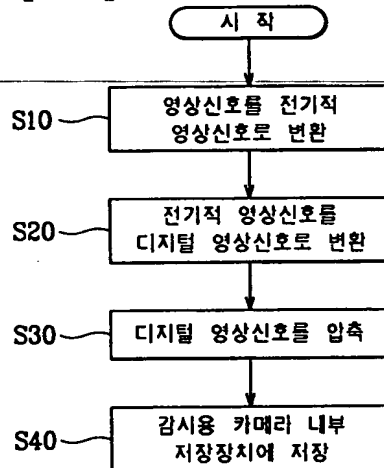 시 작
S10
영상신호를 전기적
영상신호로 변환
S20
전기적 영상신호를
디지털 영상신호로 변환
S30
디지털 영상신호를 압축
S40
감시용 카메라 내부
저장장치에 저장